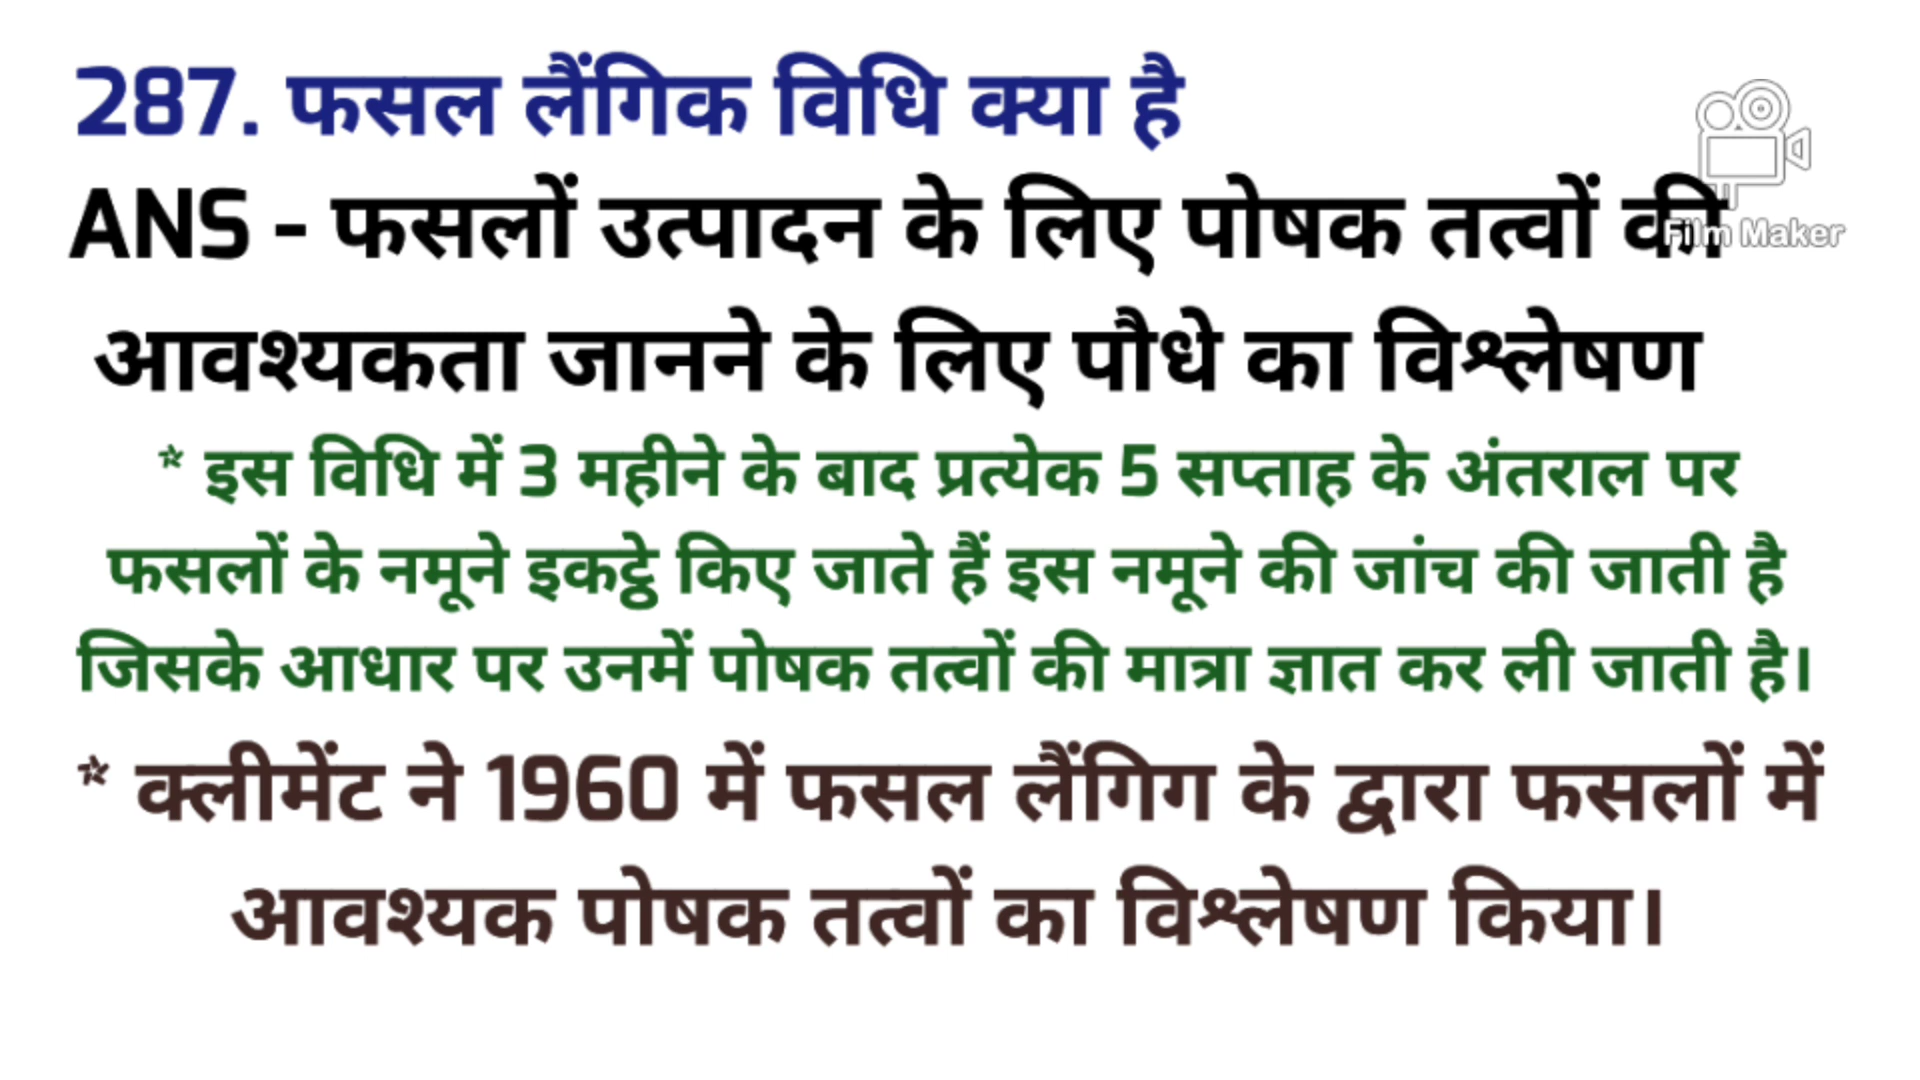 287. फसल लैंगिक विधि क्या है
ANS - फसलों उत्पादन के लिए पोषक तत्वों की
Film Maker
आवश्यकता जानने के लिए पौधे का विश्लेषण
* इस विधि में 3 महीने के बाद प्रत्येक 5 सप्ताह के अंतराल पर
फसलों के नमूने इकट्ठे किए जाते हैं इस नमूने की जांच की जाती है
जिसके आधार पर उनमें पोषक तत्वों की मात्रा ज्ञात कर ली जाती है।
* क्लीमेंट ने 1960 में फसल लैंगिग के द्वारा फसलों में
आवश्यक पोषक तत्वों का विश्लेषण किया।